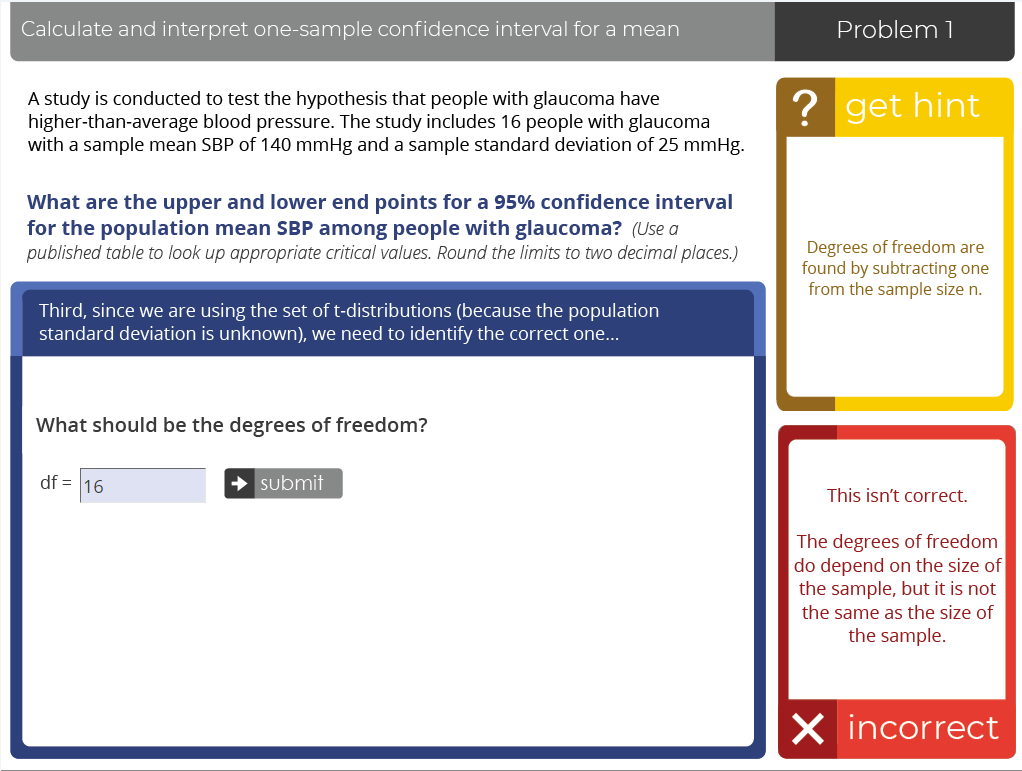 Calculate and interpret one-sample confidence interval for a mean
Problem 1
A study is conducted to test the hypothesis that people with glaucoma have
higher-than-average blood pressure. The study includes 16 people with glaucoma
with a sample mean SBP of 140 mmHg and a sample standard deviation of 25 mmHg.
What are the upper and lower end points for a 95% confidence interval
for the population mean SBP among people with glaucoma? (Use a
published table to look up appropriate critical values. Round the limits to two decimal places.)
Third, since we are using the set of t-distributions (because the population
standard deviation is unknown), we need to identify the correct one...
What should be the degrees of freedom?
df = 16
submit
? get hint
Degrees of freedom are
found by subtracting one
from the sample size n.
This isn’t correct.
The degrees of freedom
do depend on the size of
the sample, but it is not
the same as the size of
the sample.
incorrect